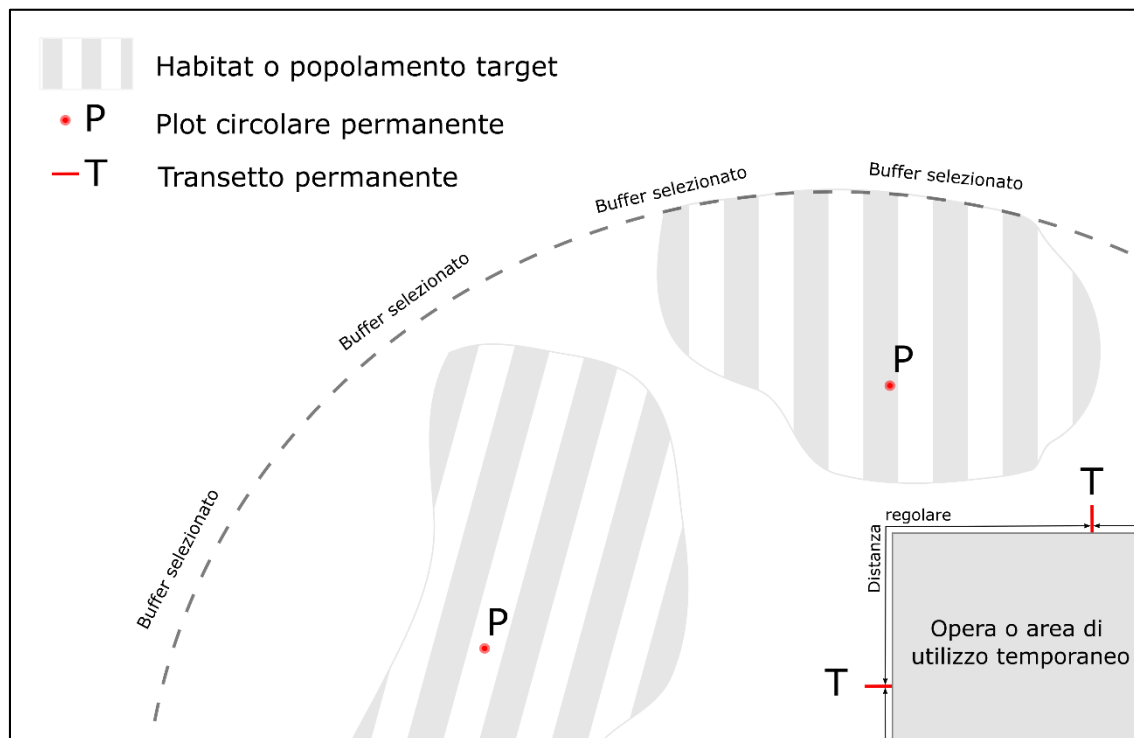 Habitat o popolamento target
P Plot circolare permanente
T Transetto permanente
Buffer selezionato
Buffer selezionato
Buffer selezionato
Buffer selezionato
P
T
regolare
Distanza
P
Opera o area di
utilizzo temporaneo
T